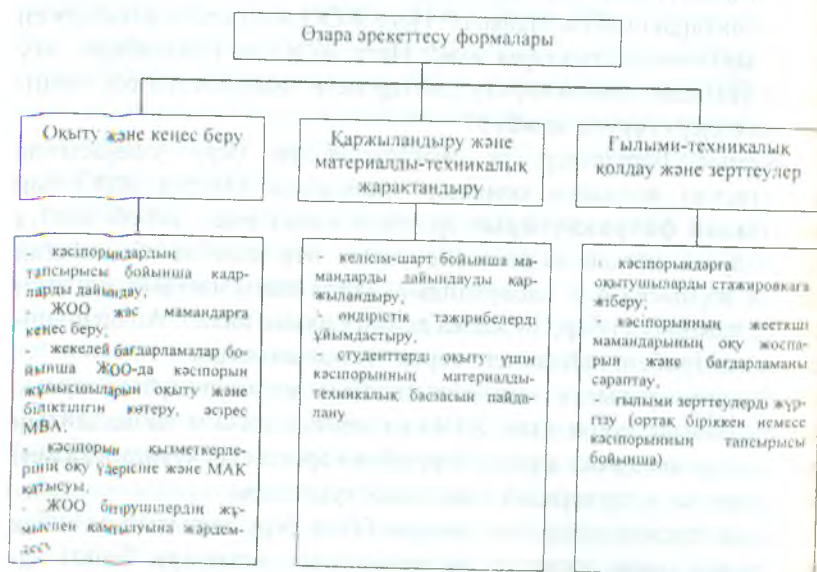 Өзара әрекеттесу формалары
Оқыту және кеңес беру
Қаржыландыру және
материалды-техникалық
жарактандыру
Ғылыми-техникалық
қолдау және зерттеулер
- кәсіпорындардың
тапсырысы бойынша кадр-
ларды дайындау,
- ЖОО жас мамандарға
кеңес беру;
- жекелей бағдарламалар бо-
йынша ЖОО-да кәсіпорын
жұмысшыларын оқыту және
біліктілігін көтеру, әсіресе
МВА;
- кәсіпорын қызметкерле-
рінің оқу үдерісіне және МАК
қатысуы,
- ЖОО бітірушілердің жұ-
мыспен қамтылуына жәрдем-
десу
- келісім-шарт бойынша ма-
мандарды дайындауды қар-
жыландыру,
- өндірістік тәжірибелерді
ұйымдастыру,
- студенттерді оқыту үшін
кәсіпорынның материалды-
техникалық базасын пайда-
лану
- кәсіпорындарға
оқытушыларды стажировкаға
жіберу;
- кәсіпорынның жетекші
мамандарының оқу жоспа-
рын және бағдарламаны
сараптау,
- ғылыми зерттеулерді жүр-
гізу (ортақ біріккен немесе
кәсіпорынның тапсырысы
бойынша)